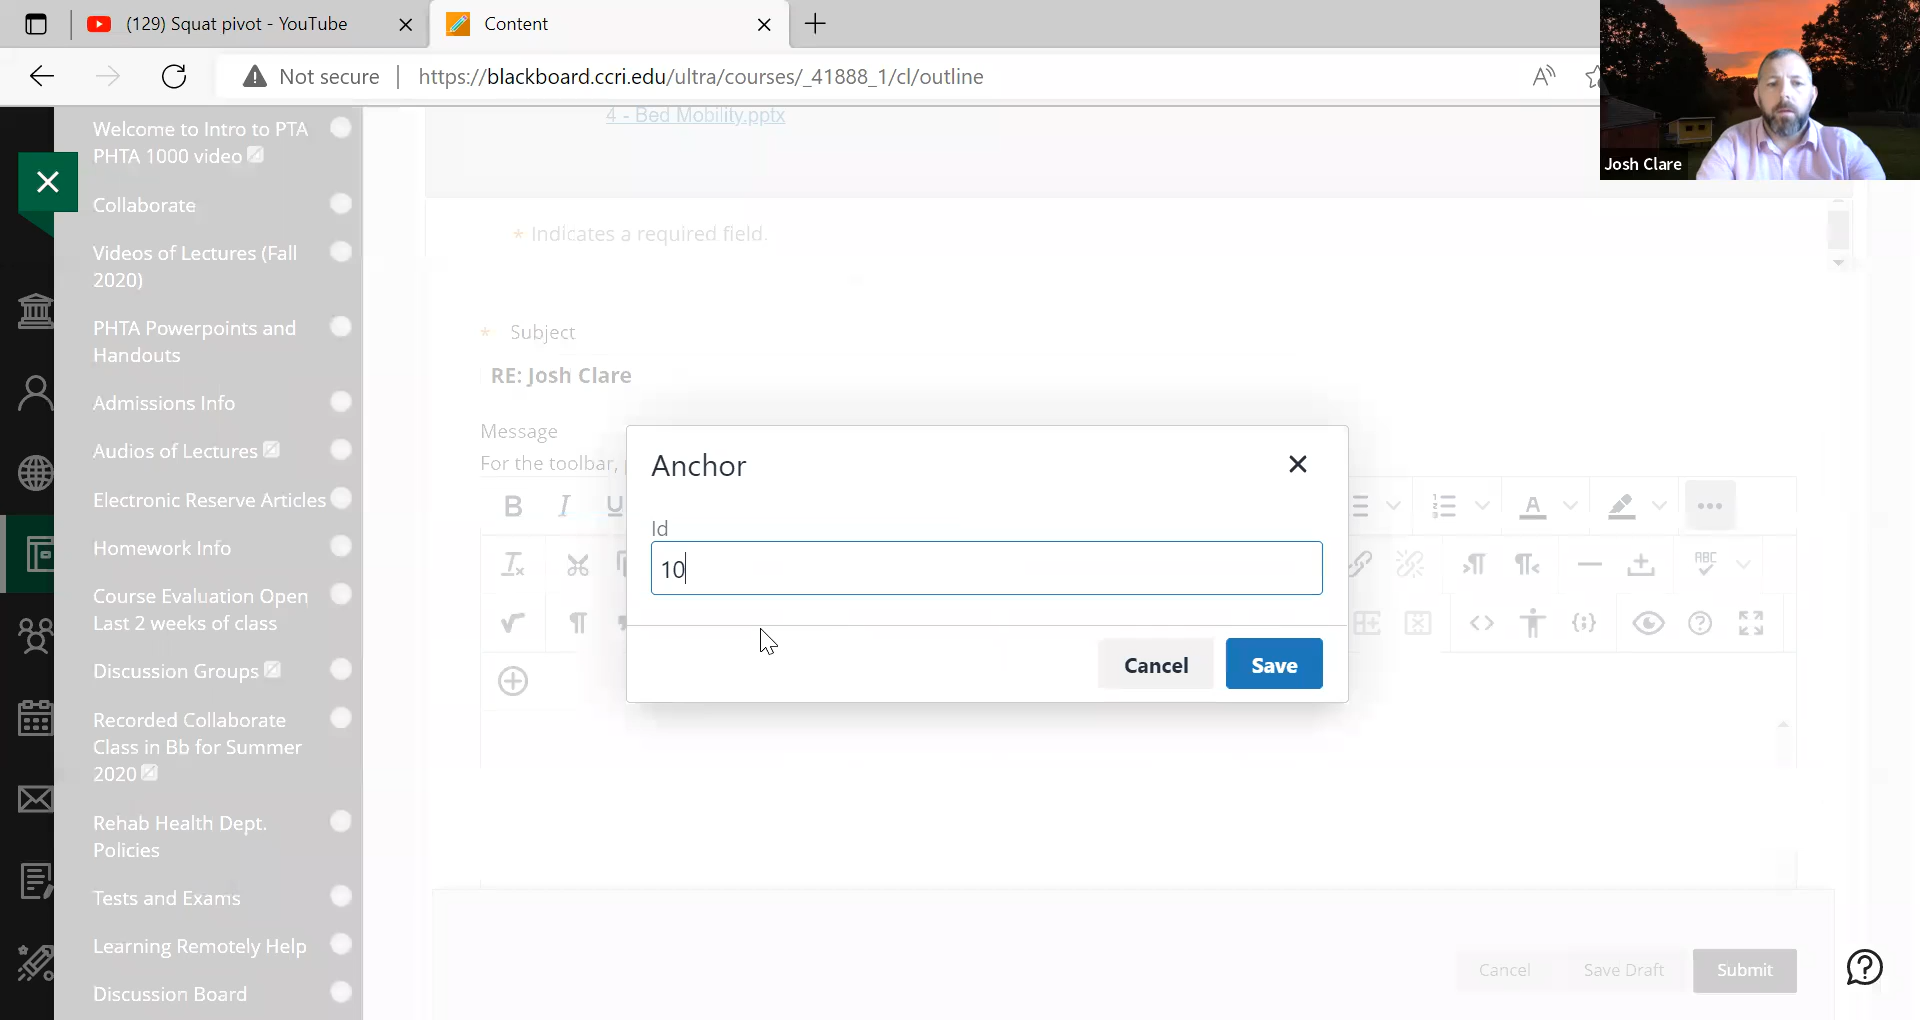 (129) Squat pivot - YouTube
Content
Not secure
https://blackboard.ccri.edu/ultra/courses/_41888_1/cl/outline
Josh Clare
Welcome to Intro to PTA
PHTA 1000 video
Collaborate
Videos of Lectures (Fall
2020)
PHTA Powerpoints and
Handouts
Admissions Info
Audios of Lectures
Electronic Reserve Articles
Homework Info
Course Evaluation Open
Last 2 weeks of class
Discussion Groups
Recorded Collaborate
Class in Bb for Summer
2020
Rehab Health Dept.
Policies
Tests and Exams
Learning Remotely Help
Discussion Board
4 - Bed Mobility.pptx
* Indicates a required field.
* Subject
RE: Josh Clare
Message
For the toolbar,
Anchor
Id
10
Cancel
Save
ABC
Cancel
Save Draft
Submit